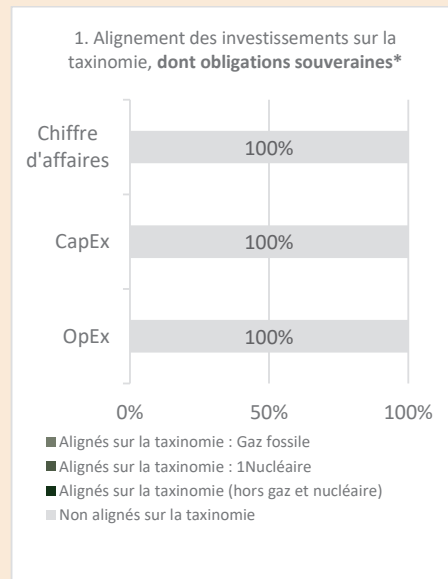 1. Alignement des investissements sur la
taxinomie, dont obligations souveraines*
Chiffre
d'affaires
100%
CapEx
100%
OpEx
100%
0%
50%
100%
Alignés sur la taxinomie : Gaz fossile
Alignés sur la taxinomie : 1Nucléaire
Alignés sur la taxinomie (hors gaz et nucléaire)
Non alignés sur la taxinomie